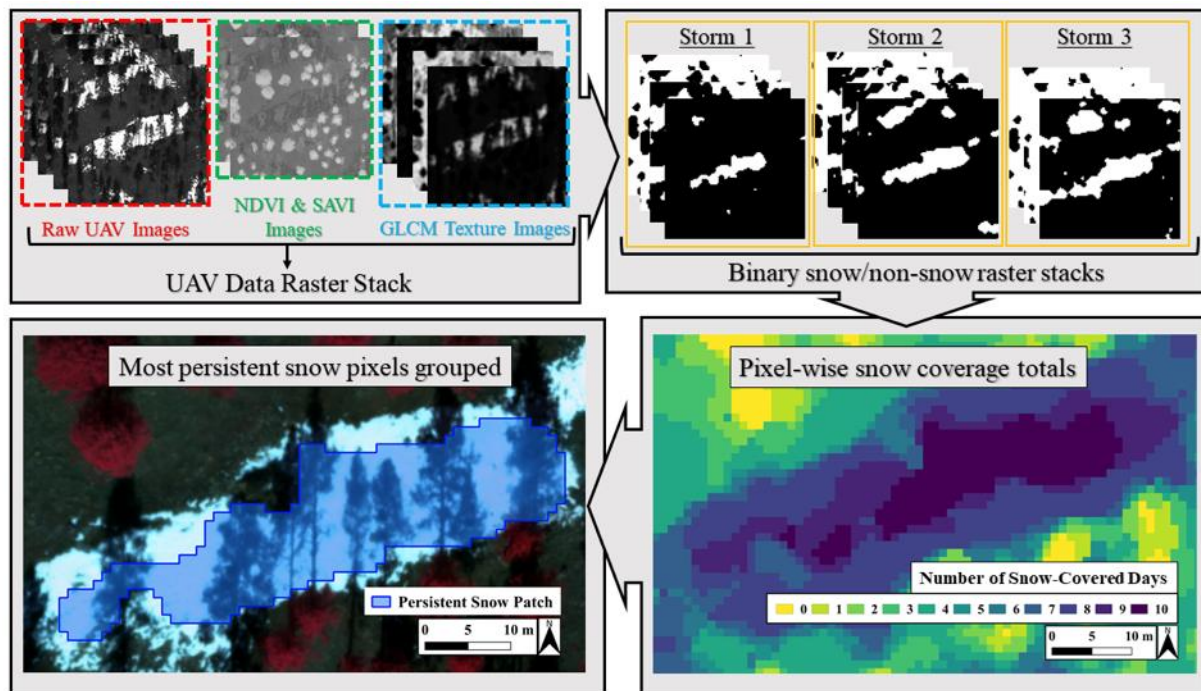 Raw UAV Images
NDVI & SAVI
Images
GLCM Texture Images
UAV Data Raster Stack
Storm 1
Storm 2
Storm 3
Binary snow/non-snow raster stacks
Most persistent snow pixels grouped
Persistent Snow Patch
0 5 10 m
N
Pixel-wise snow coverage totals
Number of Snow-Covered Days
0 1 2 3 4 5 6 7 8 9 10
0 5 10 m
N